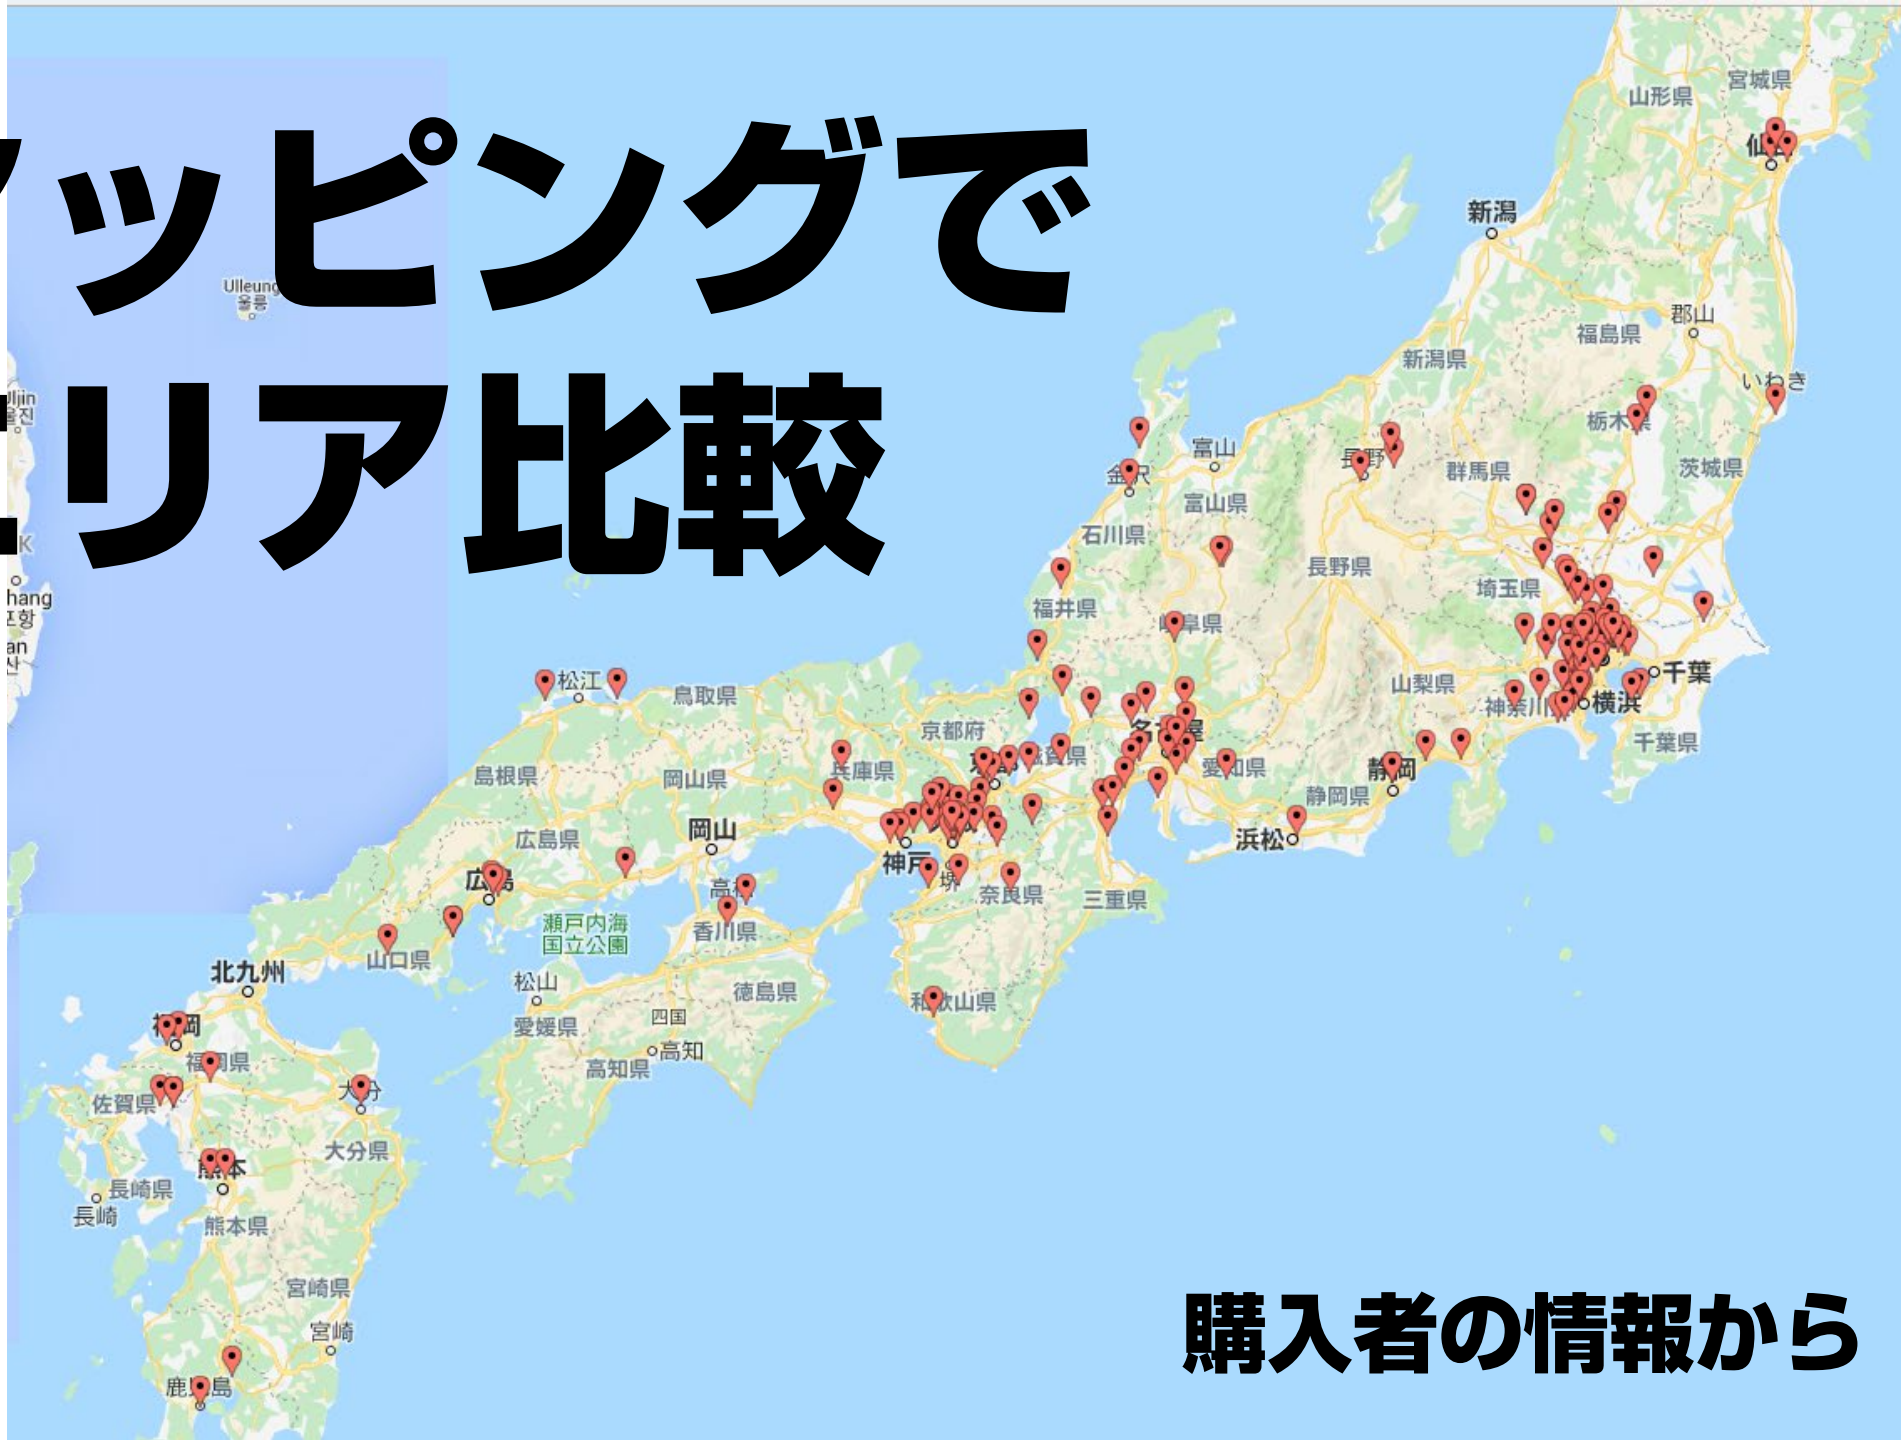 ッピングで
リア比較
購入者の情報から
宮城県
山形県
新潟
郡山
福島県
新潟県
いわき
栃木県
茨城県
群馬県
富山
富山県
石川県
長野県
埼玉県
福井県
千葉
横浜
山梨県
千葉県
静岡県
浜松
愛知県
三重県
奈良県
神戸
堺
京都府
兵庫県
鳥取県
松江
島根県
岡山県
岡山
広島県
瀬戸内海
国立公園
香川県
徳島県
四国
松山
愛媛県
高知
高知県
山口県
北九州
佐賀県
大分県
長崎県
長崎
熊本県
宮崎県
宮崎
Ulleung
울릉
hang
포항